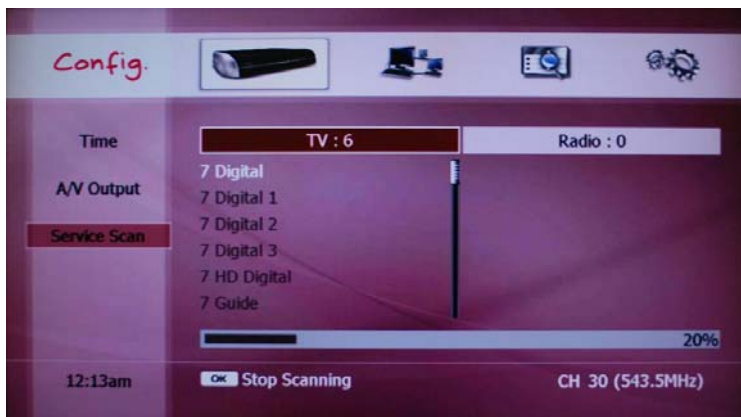 Config.
Time
A/V Output
Service Scan
TV : 6
Radio : 0
7 Digital
7 Digital 1
7 Digital 2
7 Digital 3
7 HD Digital
7 Guide
20%
12:13am
OK Stop Scanning
CH 30 (543.5MHz)